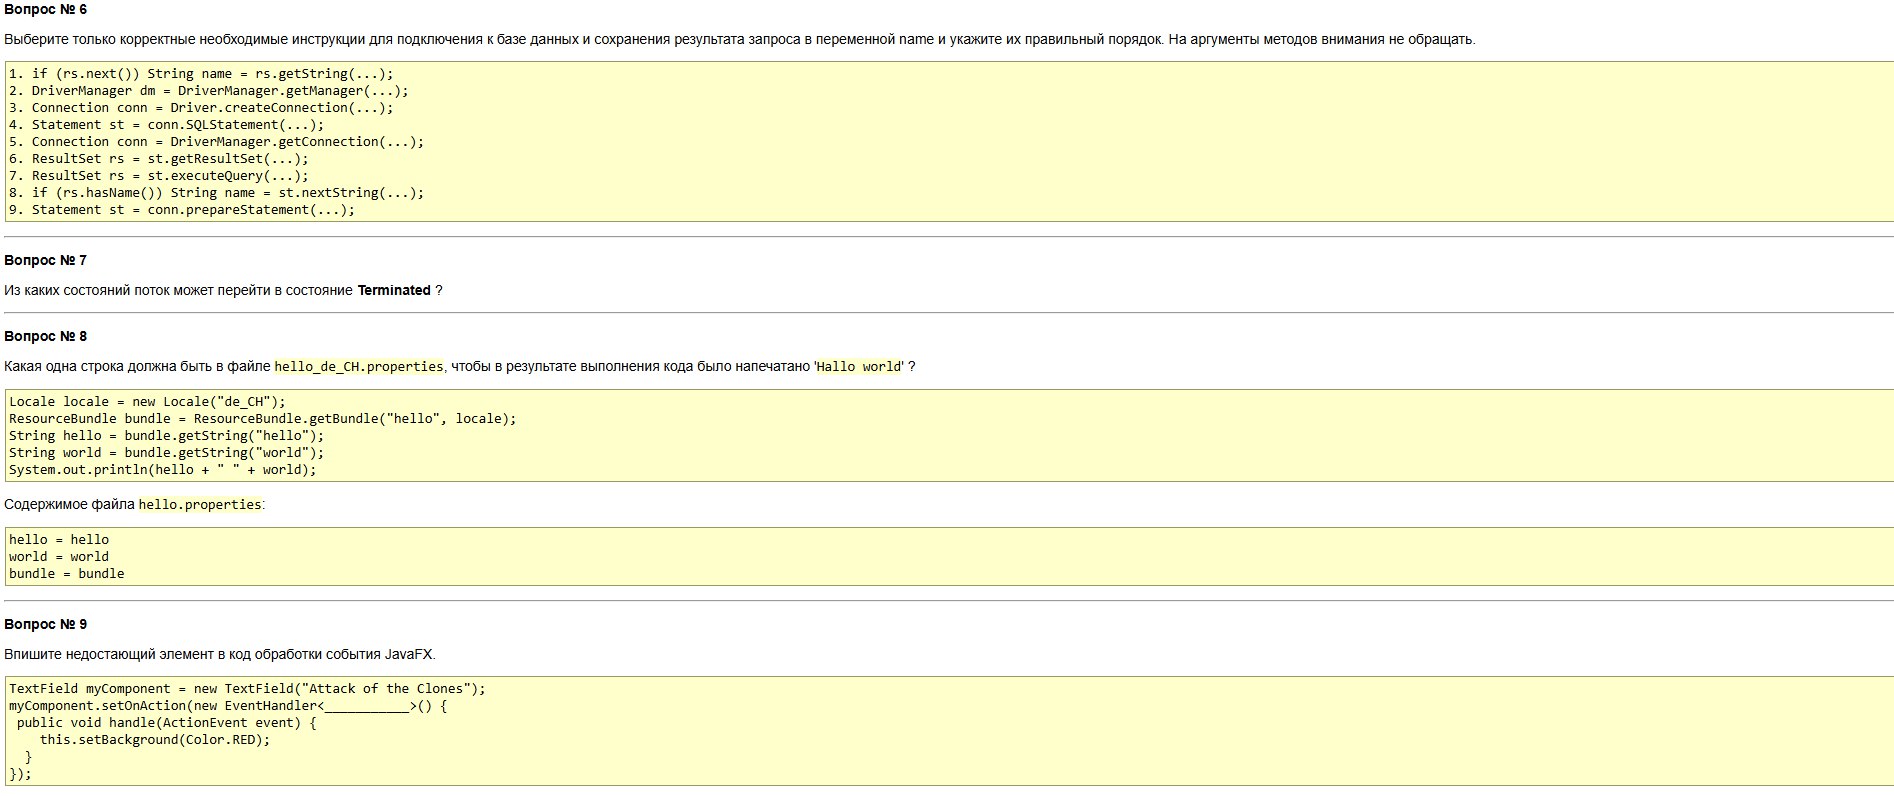 Вопрос № 6
Выберите только корректные необходимые инструкции для подключения к базе данных и сохранения результата запроса в переменной name и укажите их правильный порядок. На аргументы методов внимания не обращать.
1. if (rs.next()) String name = rs.getString(...);
2. DriverManager dm = DriverManager.getManager(...);
3. Connection conn = Driver.createConnection(...);
4. Statement st = conn.SQLStatement(...);
5. Connection conn = DriverManager.getConnection(...);
6. ResultSet rs = st.getResultSet(...);
7. ResultSet rs = st.executeQuery(...);
8. if (rs.hasName()) String name = st.nextString(...);
9. Statement st = conn.prepareStatement(...);
Вопрос № 7
Из каких состояний поток может перейти в состояние Terminated ?
Вопрос № 8
Какая одна строка должна быть в файле hello_de_CH.properties, чтобы в результате выполнения кода было напечатано 'Hallo world' ?
Locale locale = new Locale("de_CH");
ResourceBundle bundle = ResourceBundle.getBundle("hello", locale);
String hello = bundle.getString("hello");
String world = bundle.getString("world");
System.out.println(hello + " " + world);
Содержимое файла hello.properties:
hello = hello
world = world
bundle = bundle
Вопрос № 9
Впишите недостающий элемент в код обработки события JavaFX.
TextField myComponent = new TextField("Attack of the Clones");
myComponent.setOnAction(new EventHandler<___________>() {
public void handle(ActionEvent event) {
this.setBackground(Color.RED);
}
});